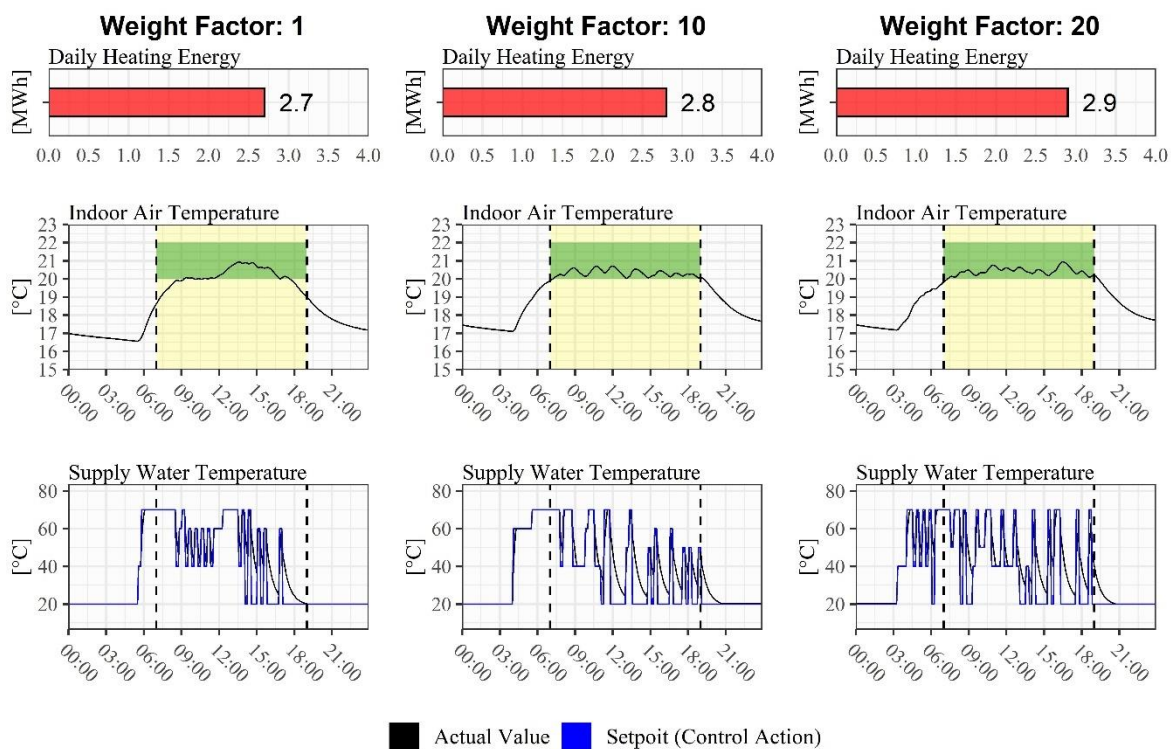 Weight Factor: 1 Weight Factor: 10 Weight Factor: 20
Daily Heating Energy Daily Heating Energy Daily Heating Energy
[MWh] 2.7 [MWh] 2.8 [MWh] 2.9
0.0 0.5 1.0 1.5 2.0 2.5 3.0 3.5 4.0 0.0 0.5 1.0 1.5 2.0 2.5 3.0 3.5 4.0 0.0 0.5 1.0 1.5 2.0 2.5 3.0 3.5 4.0
Indoor Air Temperature Indoor Air Temperature Indoor Air Temperature
23 23 23
22 22 22
21 21 21
20 20 20
[°C] [°C] [°C]
19 19 19
18 18 18
17 17 17
16 16 16
15 15 15
00:00 03:00 06:00 09:00 12:00 15:00 18:00 21:00 00:00 03:00 06:00 09:00 12:00 15:00 18:00 21:00 00:00 03:00 06:00 09:00 12:00 15:00 18:00 21:00
Supply Water Temperature Supply Water Temperature Supply Water Temperature
80 80 80
60 60 60
[°C] [°C] [°C]
40 40 40
20 20 20
00:00 03:00 06:00 09:00 12:00 15:00 18:00 21:00 00:00 03:00 06:00 09:00 12:00 15:00 18:00 21:00 00:00 03:00 06:00 09:00 12:00 15:00 18:00 21:00
Actual Value Setpoit (Control Action)